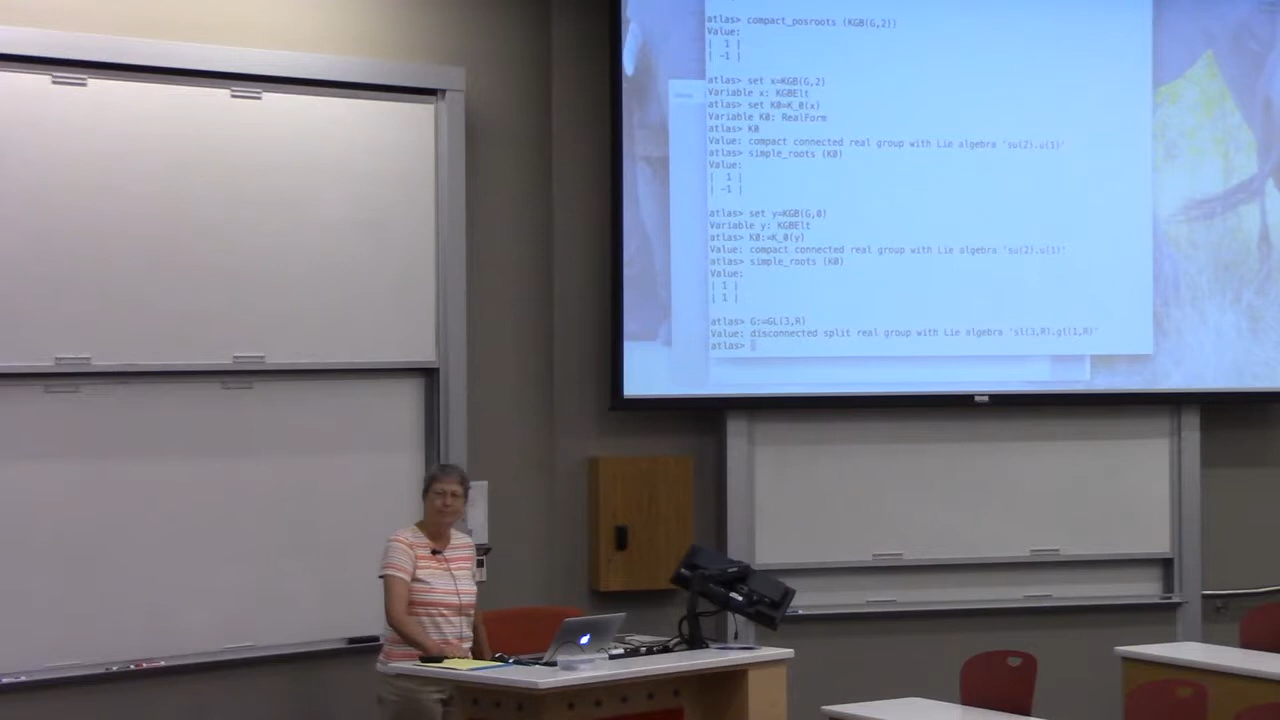 atlas> compact_posroots (KGB(G,2))
Value:
|  1 |
| -1 |
atlas> set x=KGB(G,2)
Variable x: KGBElt
atlas> set K0=K_0(x)
Variable K0: RealForm
atlas> K0
Value: compact connected real group with Lie algebra 'su(2).u(1)'
atlas> simple_roots (K0)
Value:
|  1 |
| -1 |
atlas> set y=KGB(G,0)
Variable y: KGBElt
atlas> K0:=K_0(y)
Value: compact connected real group with Lie algebra 'su(2).u(1)'
atlas> simple_roots (K0)
Value:
| 1 |
| 1 |
atlas> G:=GL(3,R)
Value: disconnected split real group with Lie algebra 'sl(3,R).gl(1,R)'
atlas>